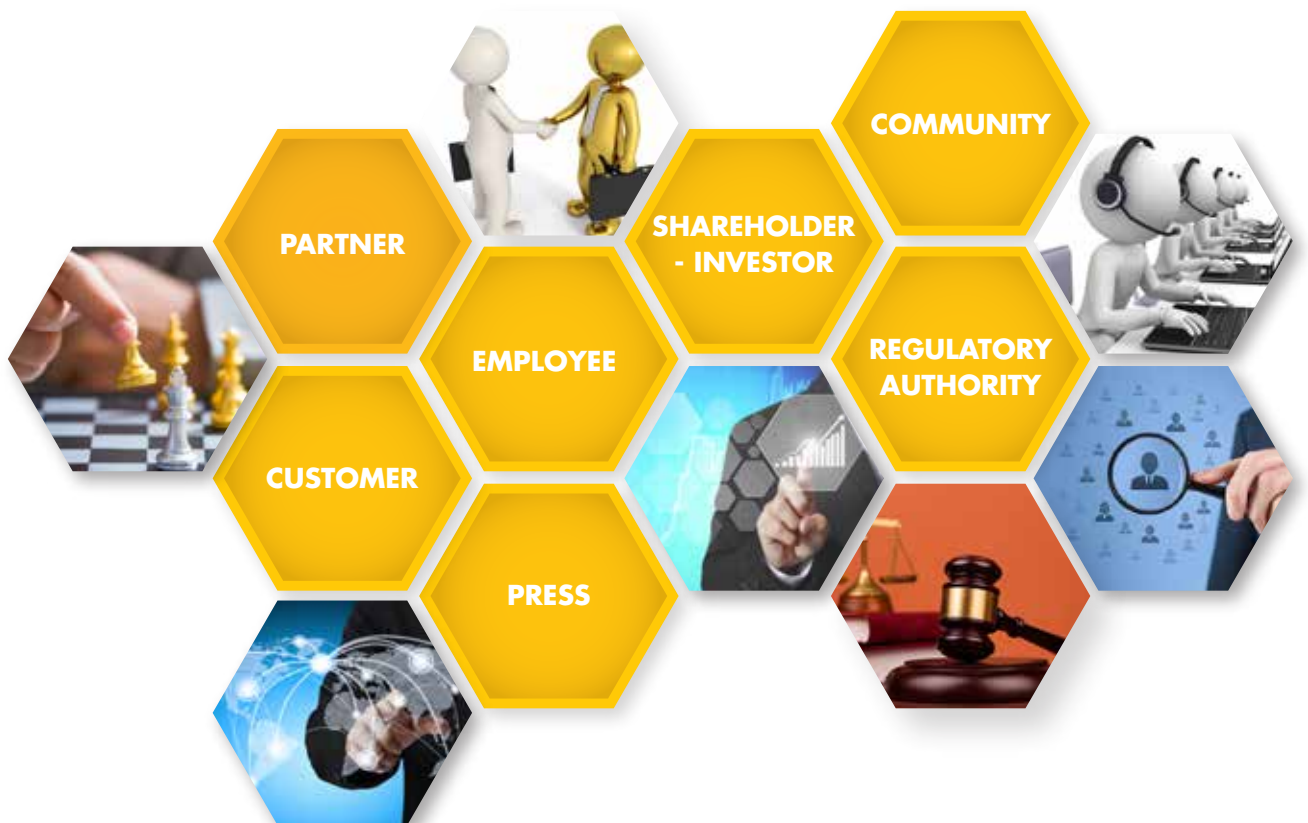 COMMUNITY
PARTNER
SHAREHOLDER
- INVESTOR
EMPLOYEE
REGULATORY
AUTHORITY
CUSTOMER
PRESS